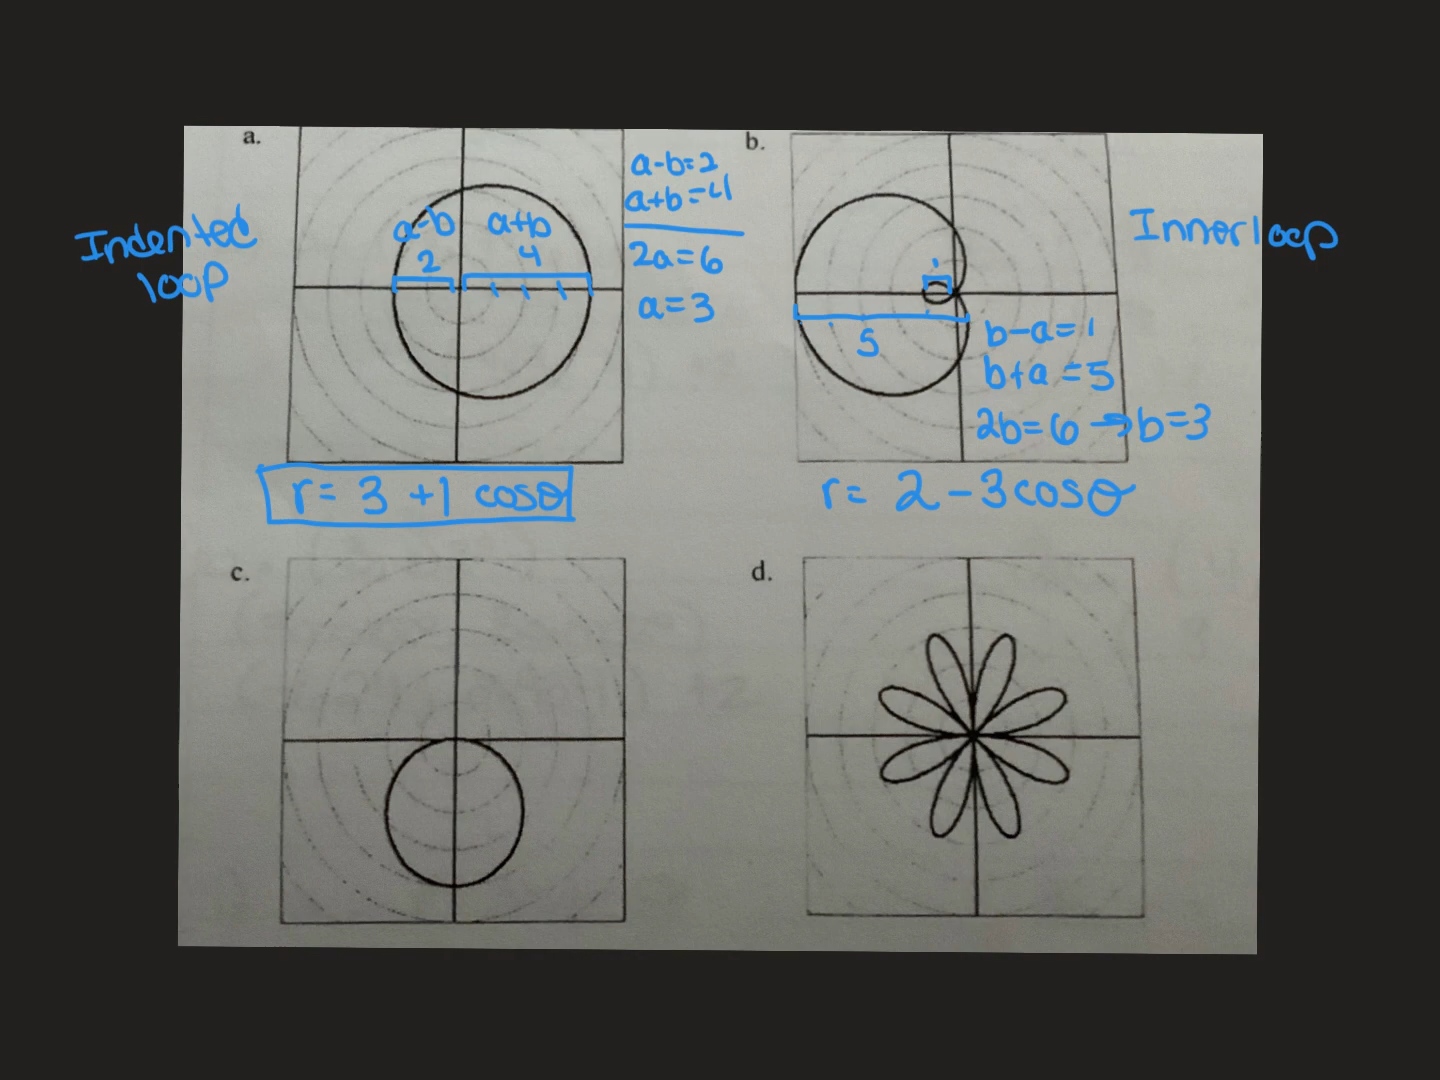 a.
Indented
loop
a-b
2
a+b
4
a-b=2
a+b=4
2a=6
a=3
r= 3 +1 cosθ
b.
Innerloop
1
5
b-a=1
b+a=5
2b=6 → b=3
r= 2-3cosθ
c.
d.